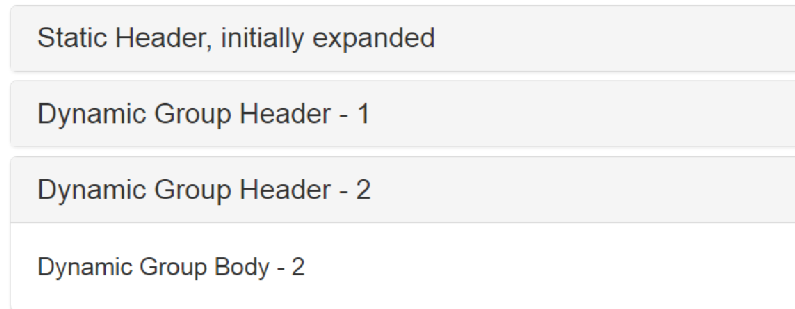 Static Header, initially expanded
Dynamic Group Header - 1
Dynamic Group Header - 2
Dynamic Group Body - 2